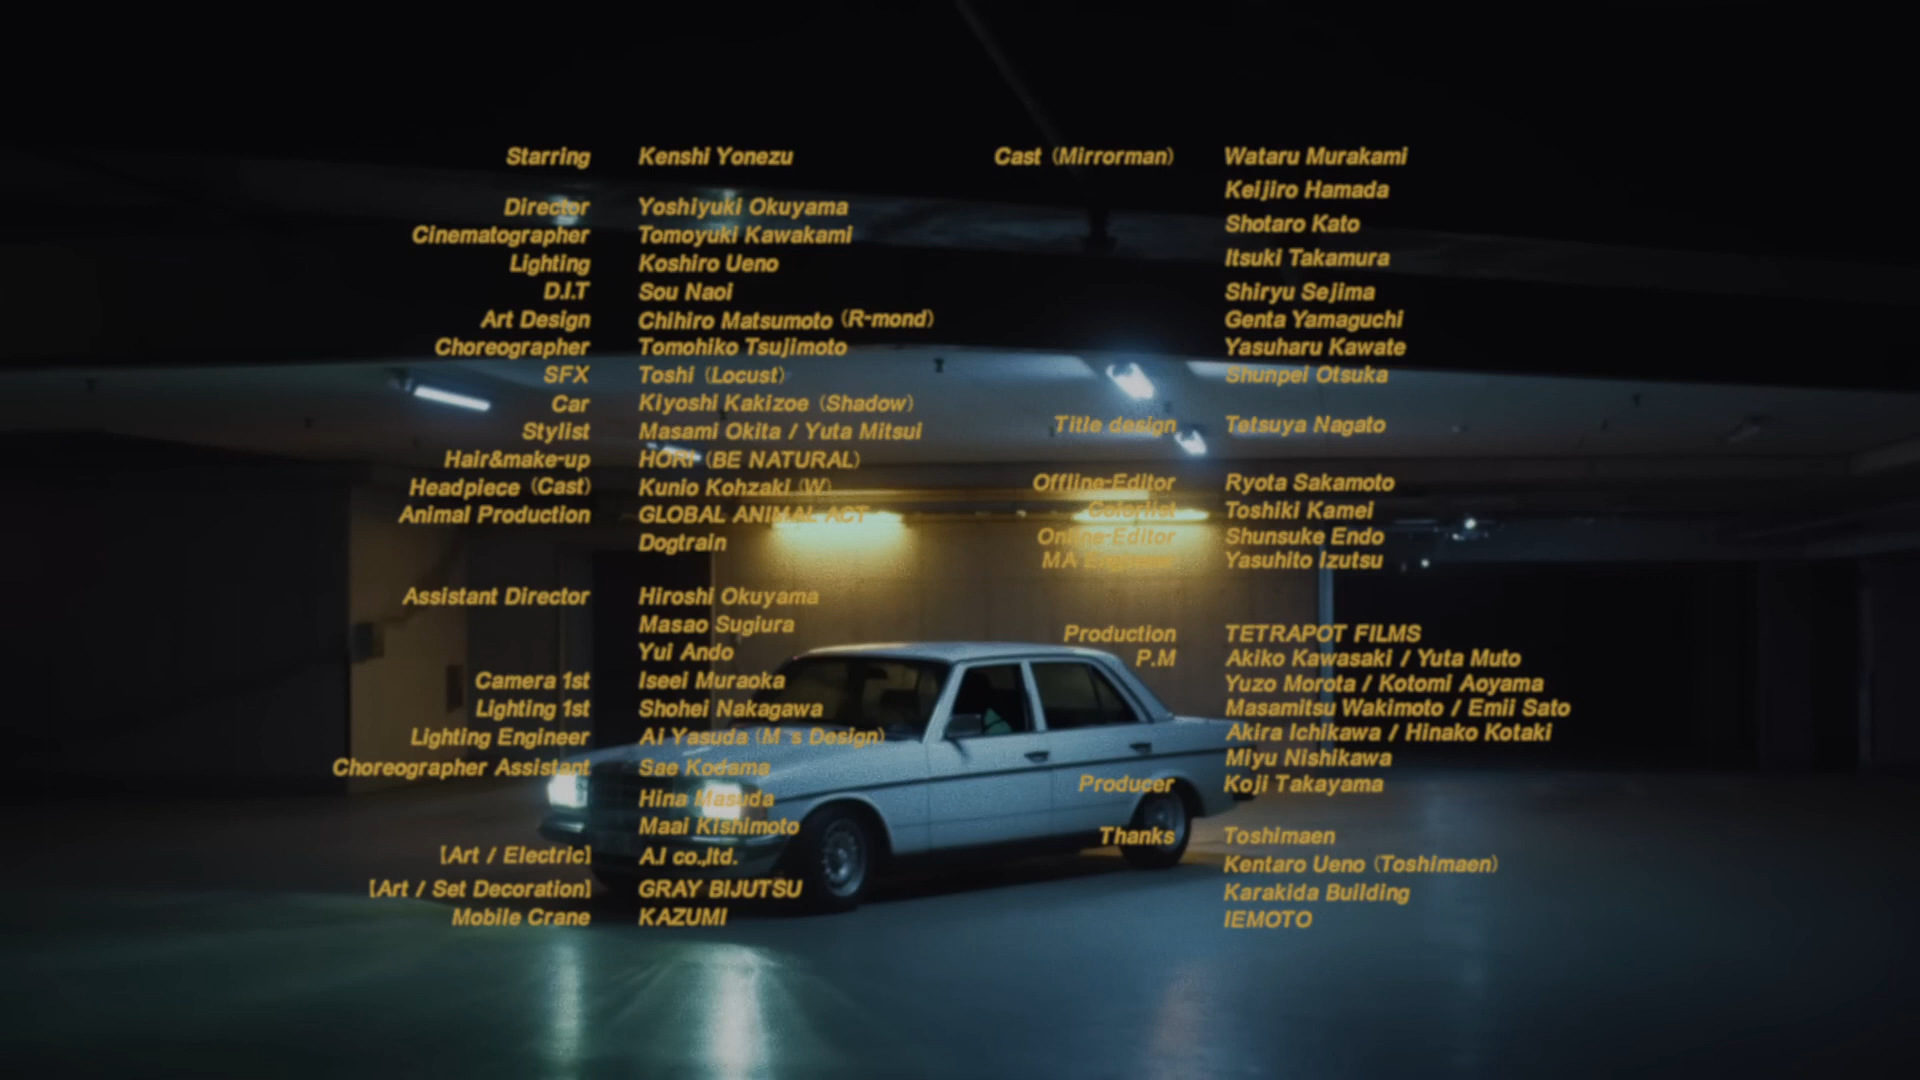 Starring Kenshi Yonezu
Director Yoshiyuki Okuyama
Cinematographer Tomoyuki Kawakami
Lighting Koshiro Ueno
D.I.T Sou Naoi
Art Design Chihiro Matsumoto (R-mond)
Choreographer Tomohiko Tsujimoto
SFX Toshi (Locust)
Car Kiyoshi Kakizoe (Shadow)
Stylist Masami Okita / Yuta Mitsui
Hair&make-up HORI (BE NATURAL)
Headpiece (Cast) Kunio Kohzaki (W)
Animal Production GLOBAL ANIMAL ACT
Dogtrain
Assistant Director Hiroshi Okuyama
Masao Sugiura
Yui Ando
Camera 1st Iseei Muraoka
Lighting 1st Shohei Nakagawa
Lighting Engineer Ai Yasuda (M's Design)
Choreographer Assistant Sae Kodama
Hina Masuda
Maai Kishimoto
[Art / Electric] A.I co.,ltd.
[Art / Set Decoration] GRAY BIJUTSU
Mobile Crane KAZUMI
Cast (Mirrorman) Wataru Murakami
Keijiro Hamada
Shotaro Kato
Itsuki Takamura
Shiryu Sejima
Genta Yamaguchi
Yasuharu Kawate
Shunpei Otsuka
Title design Tetsuya Nagato
Offline-Editor Ryota Sakamoto
Colorlist Toshiki Kamei
Online-Editor Shunsuke Endo
MA Engineer Yasuhito Izutsu
Production TETRAPOT FILMS
P.M Akiko Kawasaki / Yuta Muto
Yuzo Morota / Kotomi Aoyama
Masamitsu Wakimoto / Emii Sato
Akira Ichikawa / Hinako Kotaki
Miyu Nishikawa
Producer Koji Takayama
Thanks Toshimaen
Kentaro Ueno (Toshimaen)
Karakida Building
IEMOTO